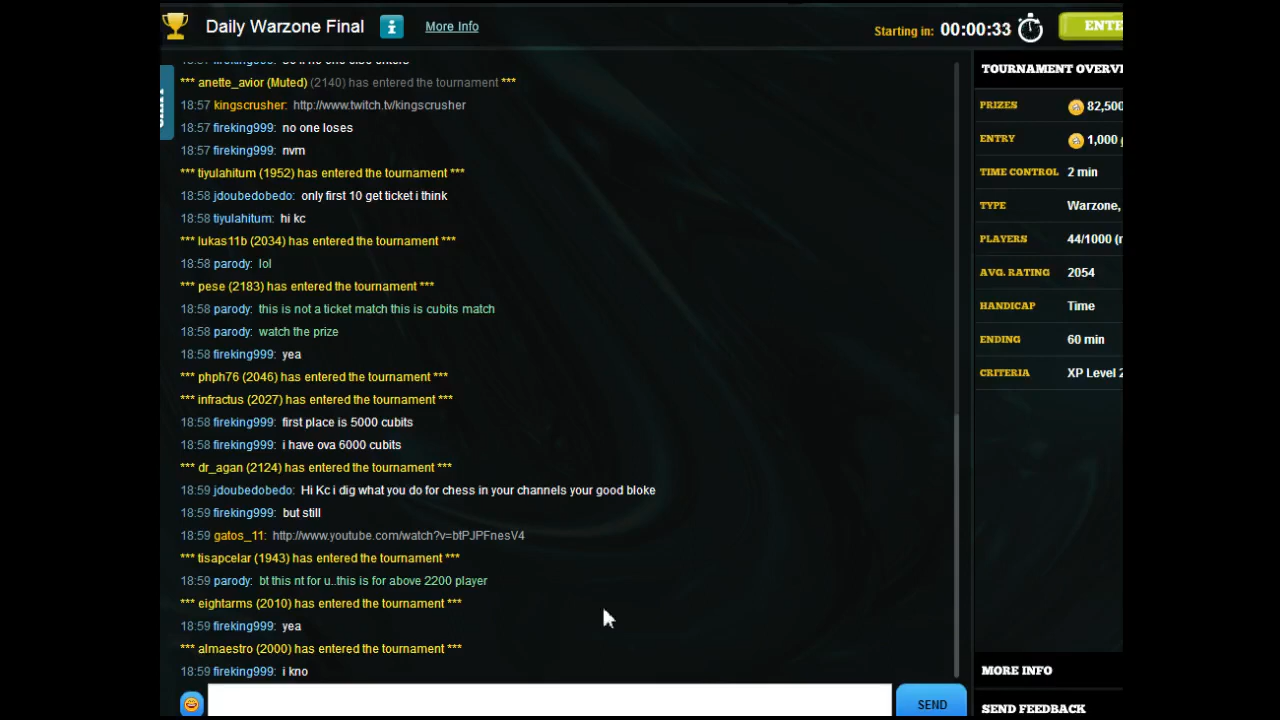 Daily Warzone Final
i
More Info
Starting in: 00:00:33
ENTE
*** anette_avior (Muted) (2140) has entered the tournament ***
18:57 kingscrusher: http://www.twitch.tv/kingscrusher
18:57 fireking999: no one loses
18:57 fireking999: nvm
*** tiyulahitum (1952) has entered the tournament ***
18:58 jdoubedobedo: only first 10 get ticket i think
18:58 tiyulahitum: hi kc
*** lukas11b (2034) has entered the tournament ***
18:58 parody: lol
*** pese (2183) has entered the tournament ***
18:58 parody: this is not a ticket match this is cubits match
18:58 parody: watch the prize
18:58 fireking999: yea
*** phph76 (2046) has entered the tournament ***
*** infractus (2027) has entered the tournament ***
18:58 fireking999: first place is 5000 cubits
18:58 fireking999: i have ova 6000 cubits
*** dr_agan (2124) has entered the tournament ***
18:59 jdoubedobedo: Hi Kc i dig what you do for chess in your channels your good bloke
18:59 fireking999: but still
18:59 gatos_11: http://www.youtube.com/watch?v=btPJPFnesV4
*** tisapcelar (1943) has entered the tournament ***
18:59 parody: bt this nt for u..this is for above 2200 player
*** eightarms (2010) has entered the tournament ***
18:59 fireking999: yea
*** almaestro (2000) has entered the tournament ***
18:59 fireking999: i kno
SEND
TOURNAMENT OVERVI
PRIZES 82,500
ENTRY 1,000
TIME CONTROL 2 min
TYPE Warzone,
PLAYERS 44/1000 (r
AVG. RATING 2054
HANDICAP Time
ENDING 60 min
CRITERIA XP Level 2
MORE INFO
SEND FEEDBACK